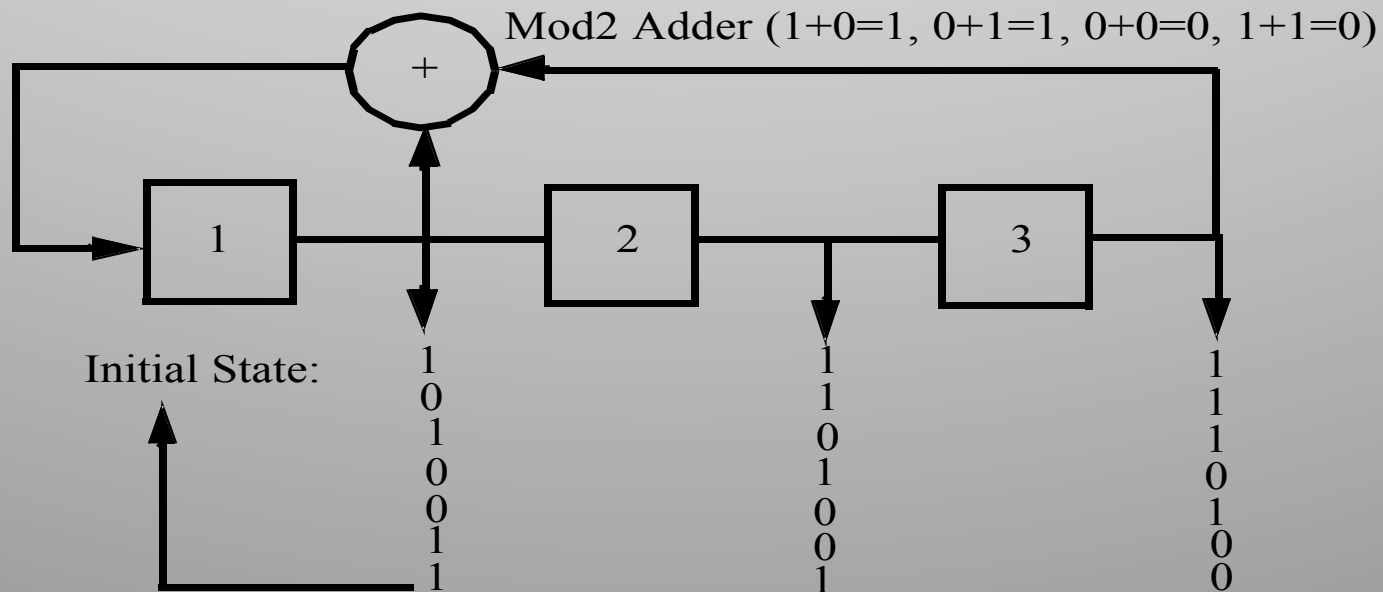 Mod2 Adder (1+0=1, 0+1=1, 0+0=0, 1+1=0)
+
1 2 3
Initial State:
1 1 1
0 1 1
1 0 1
0 1 0
0 0 1
1 0 0
1 1 0